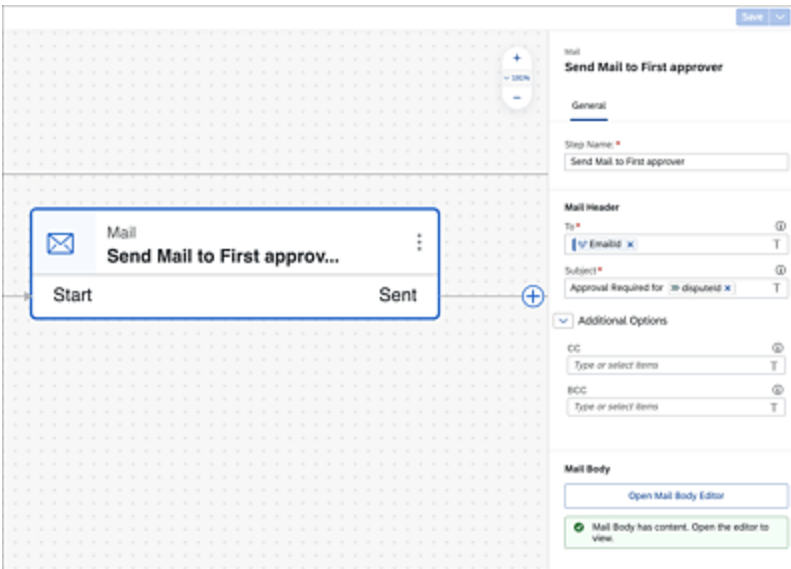 Save
Mail
Send Mail to First approver
100%
General
Step Name:*
Send Mail to First approver
Mail Header
To*
EmailId ×
T
Subject*
Approval Required for disputeId ×
T
Additional Options
CC
Type or select items
T
BCC
Type or select items
T
Mail Body
Open Mail Body Editor
Mail Body has content. Open the editor to
view.
Mail
Send Mail to First approv...
Start
Sent